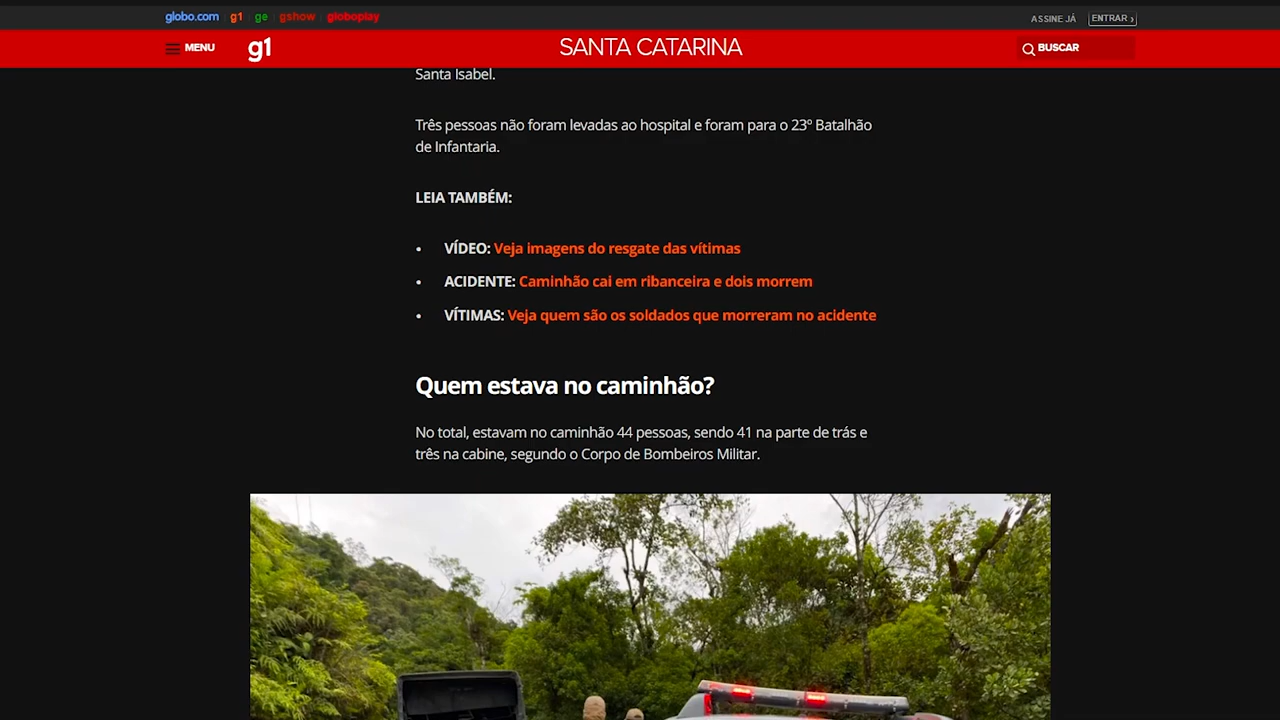 globo.com g1 ge gshow globoplay
ASSINE JÁ ENTRAR ›
MENU g1 SANTA CATARINA BUSCAR
Santa Isabel.
Três pessoas não foram levadas ao hospital e foram para o 23º Batalhão
de Infantaria.
LEIA TAMBÉM:
• VÍDEO: Veja imagens do resgate das vítimas
• ACIDENTE: Caminhão cai em ribanceira e dois morrem
• VÍTIMAS: Veja quem são os soldados que morreram no acidente
Quem estava no caminhão?
No total, estavam no caminhão 44 pessoas, sendo 41 na parte de trás e
três na cabine, segundo o Corpo de Bombeiros Militar.